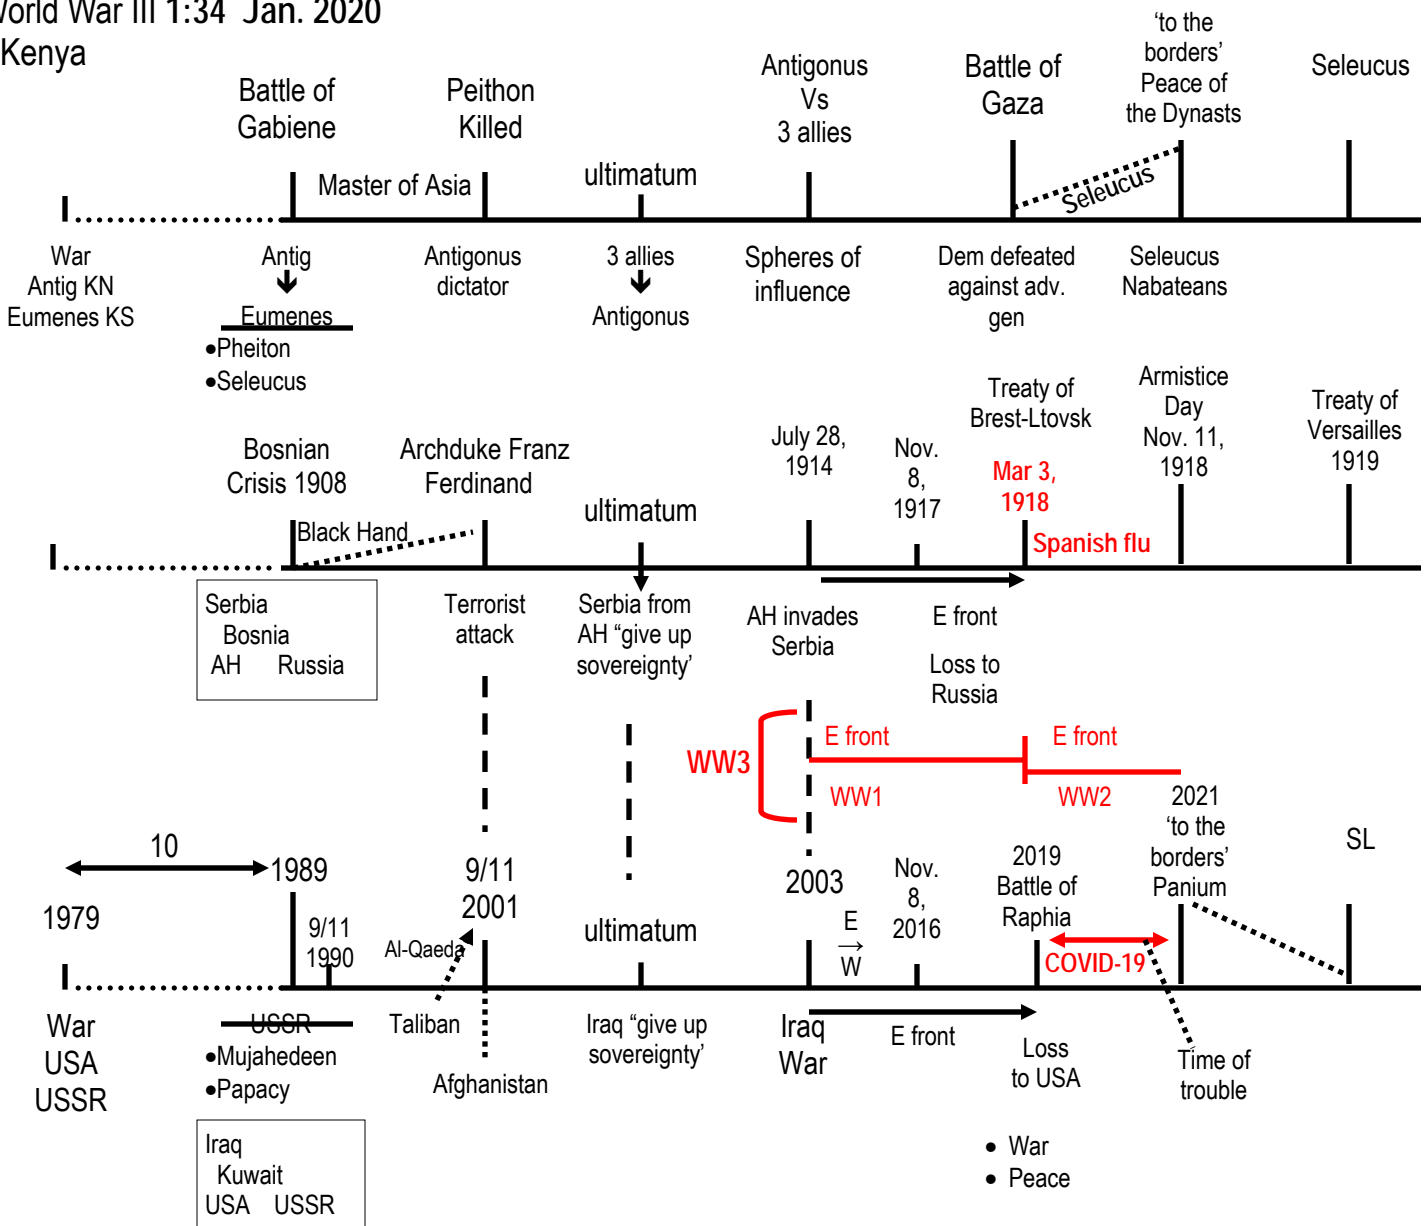 World War III 1:34 Jan. 2020
Kenya
Battle of
Gabiene
Peithon
Killed
Antigonus
Vs
3 allies
Battle of
Gaza
‘to the
borders’
Peace of
the Dynasts
Seleucus
Master of Asia
ultimatum
Seleucus
War
Antig KN
Eumenes KS
Antig
Eumenes
•Pheiton
•Seleucus
Antigonus
dictator
3 allies
Antigonus
Spheres of
influence
Dem defeated
against adv.
gen
Seleucus
Nabateans
Bosnian
Crisis 1908
Archduke Franz
Ferdinand
ultimatum
July 28,
1914
Nov.
8,
1917
Treaty of
Brest-Ltovsk
Mar 3,
1918
Armistice
Day
Nov. 11,
1918
Treaty of
Versailles
1919
Black Hand
Spanish flu
Serbia
Bosnia
AH Russia
Terrorist
attack
Serbia from
AH “give up
sovereignty’
AH invades
Serbia
E front
Loss to
Russia
WW3
E front
WW1
E front
WW2
10
1979
1989
9/11
1990
Al-Qaeda
9/11
2001
ultimatum
2003
E
→
W
Nov.
8,
2016
2019
Battle of
Raphia
COVID-19
2021
‘to the
borders’
Panium
SL
War
USA
USSR
USSR
•Mujahedeen
•Papacy
Taliban
Afghanistan
Iraq “give up
sovereignty’
Iraq
War
E front
Loss
to USA
Time of
trouble
Iraq
Kuwait
USA USSR
• War
• Peace